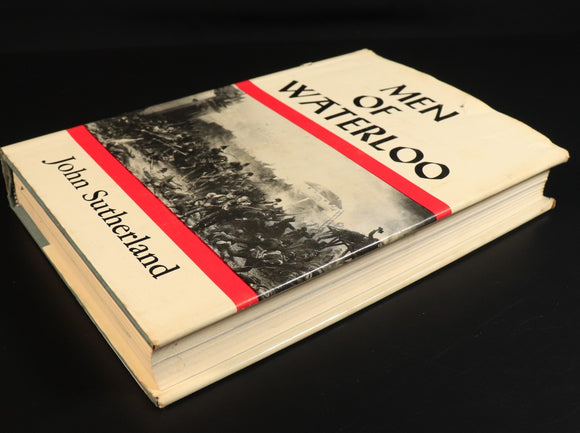 MEN
OF
WATERLOO
John Sutherland